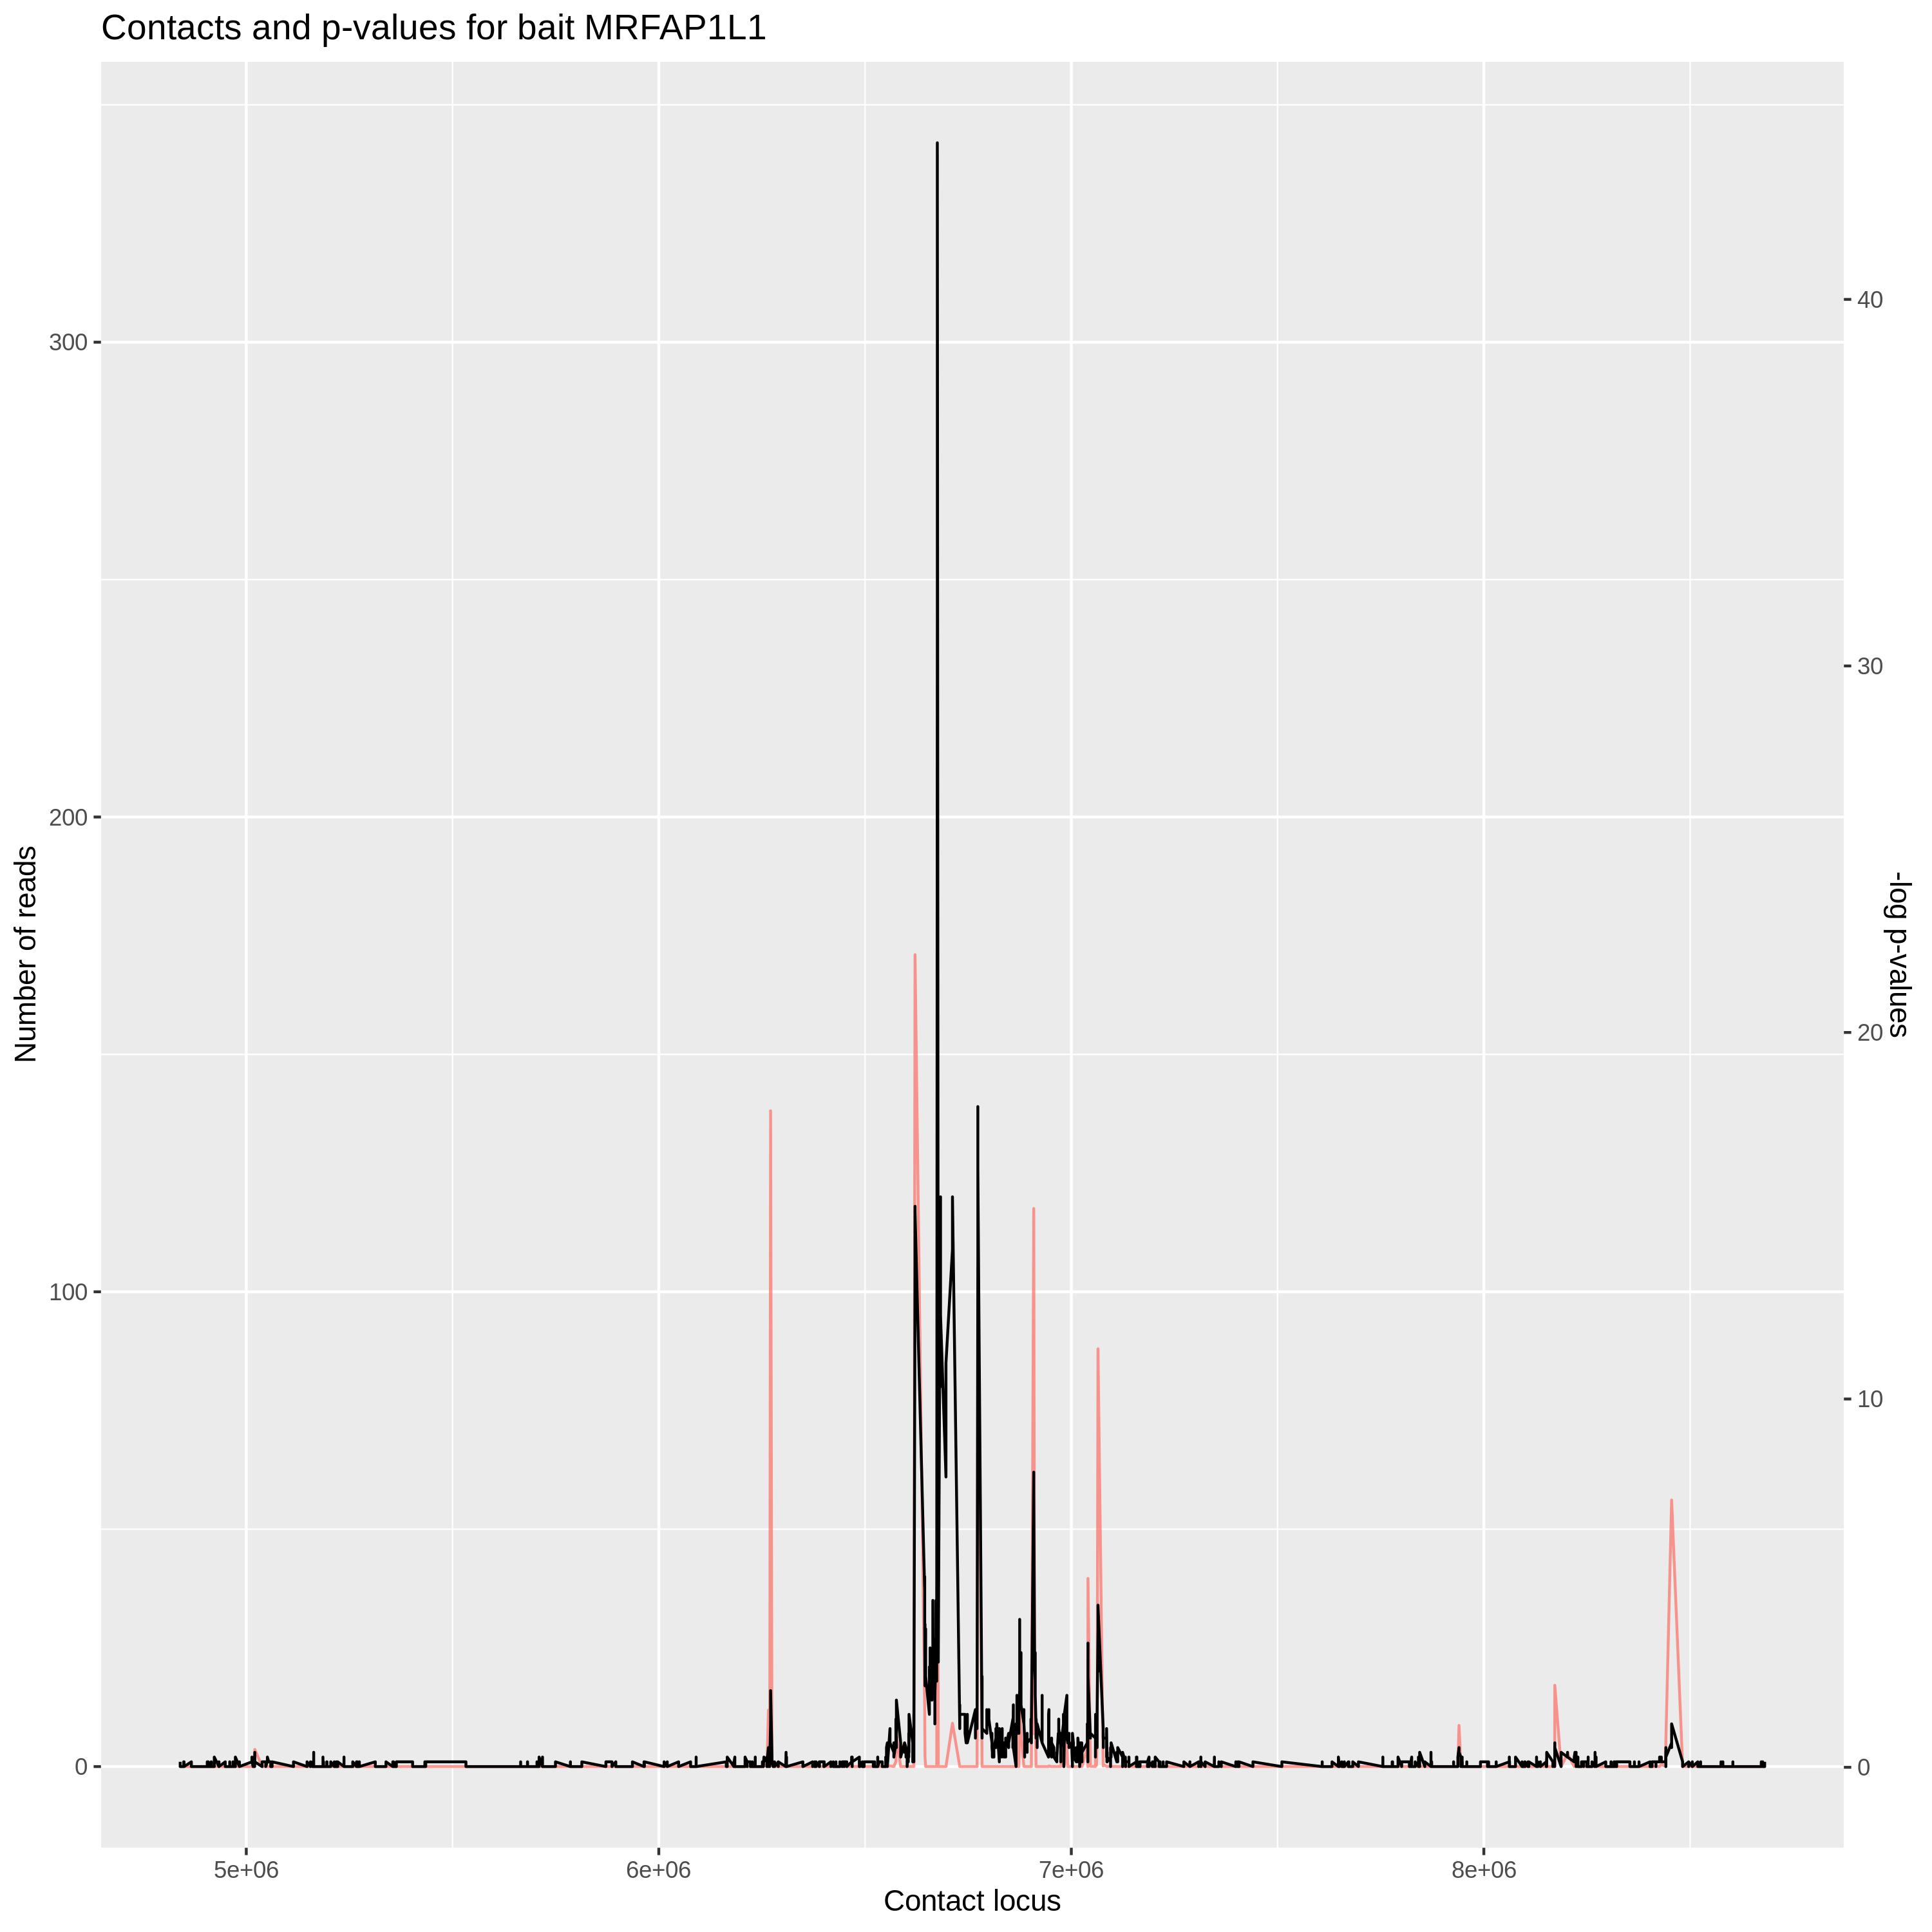 Contacts and p-values for bait MRFAP1L1
Number of reads
300
200
100
0
40
30
20
10
0
-log p-values
5e+06
6e+06
7e+06
8e+06
Contact locus